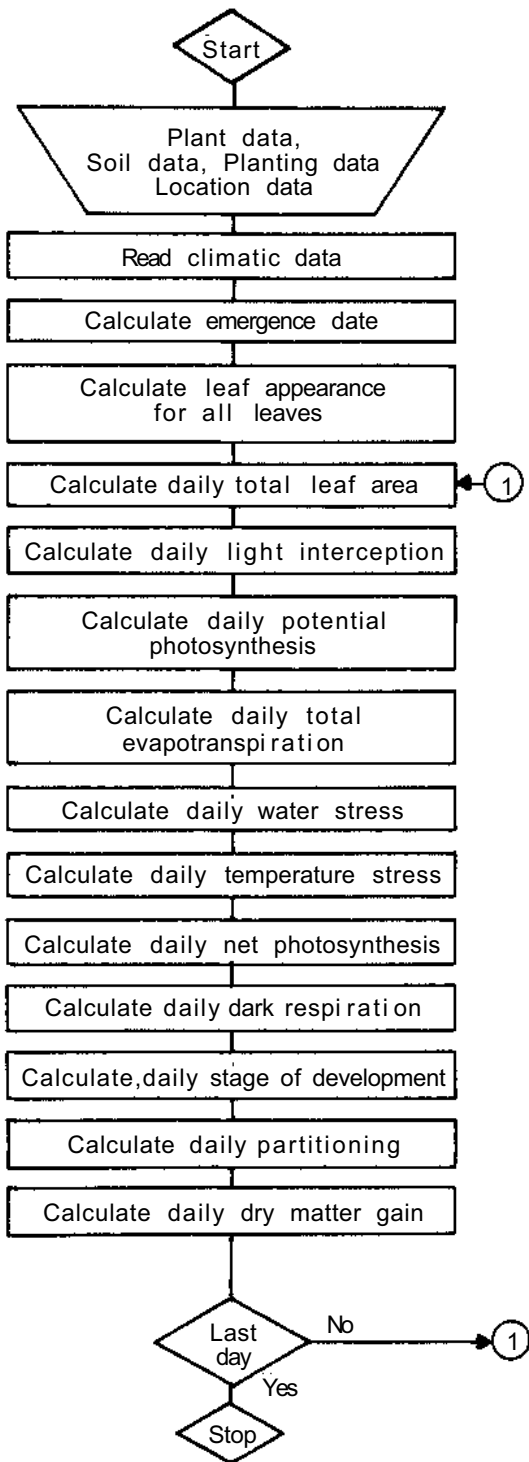 Start
Plant data,
Soil data, Planting data
Location data
Read climatic data
Calculate emergence date
Calculate leaf appearance
for all leaves
Calculate daily total leaf area
1
Calculate daily light interception
Calculate daily potential
photosynthesis
Calculate daily total
evapotranspiration
Calculate daily water stress
Calculate daily temperature stress
Calculate daily net photosynthesis
Calculate daily dark respiration
Calculate,daily stage of development
Calculate daily partitioning
Calculate daily dry matter gain
Last
day
No
1
Yes
Stop